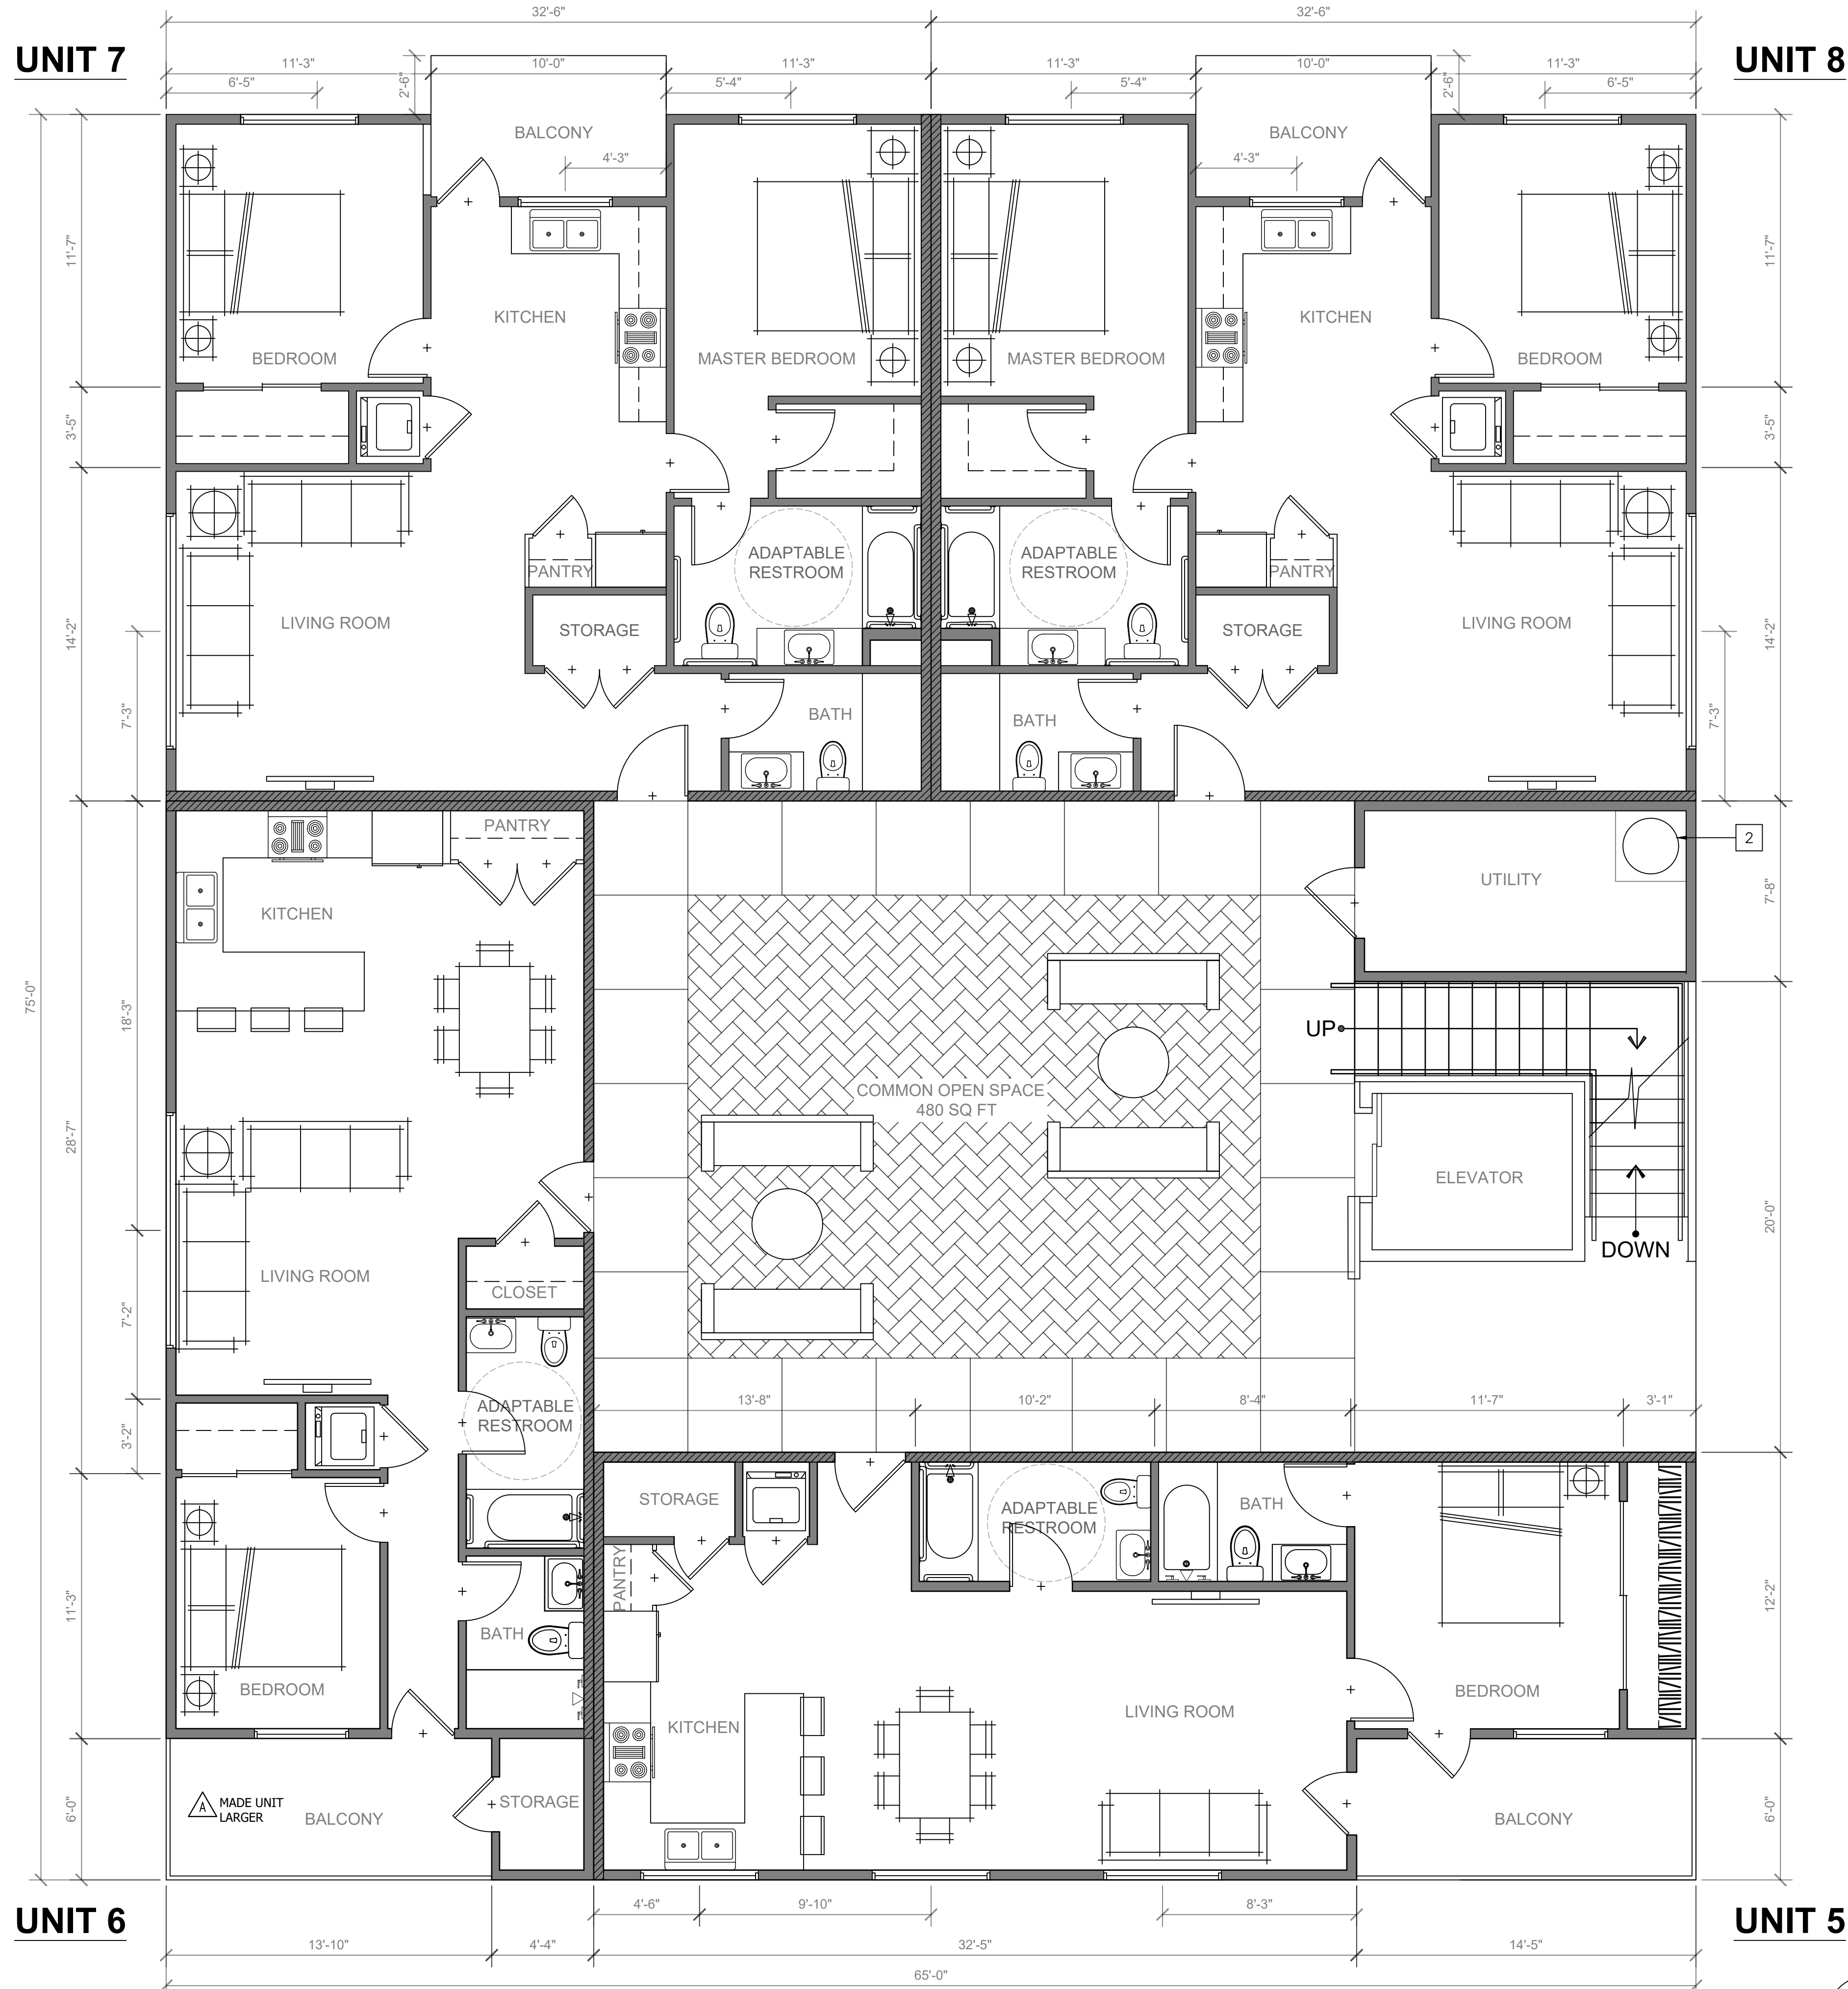 32'-6"
32'-6"
UNIT 7
UNIT 8
11'-3"
10'-0"
11'-3"
11'-3"
10'-0"
11'-3"
6'-5"
2'-6"
5'-4"
5'-4"
2'-6"
6'-5"
BALCONY
BALCONY
4'-3"
4'-3"
11'-7"
11'-7"
KITCHEN
KITCHEN
BEDROOM
MASTER BEDROOM
MASTER BEDROOM
BEDROOM
3'-5"
3'-5"
ADAPTABLE
RESTROOM
ADAPTABLE
RESTROOM
PANTRY
PANTRY
LIVING ROOM
STORAGE
STORAGE
LIVING ROOM
14'-2"
14'-2"
7'-3"
7'-3"
BATH
BATH
PANTRY
2
UTILITY
KITCHEN
7'-8"
75'-0"
18'-3"
UP
COMMON OPEN SPACE
480 SQ FT
28'-7"
ELEVATOR
20'-0"
DOWN
LIVING ROOM
CLOSET
7'-2"
ADAPTABLE
RESTROOM
13'-8"
10'-2"
8'-4"
11'-7"
3'-1"
3'-2"
STORAGE
ADAPTABLE
RESTROOM
BATH
PANTRY
11'-3"
12'-2"
BATH
BEDROOM
BEDROOM
LIVING ROOM
KITCHEN
A
MADE UNIT
LARGER
BALCONY
STORAGE
BALCONY
6'-0"
6'-0"
UNIT 6
UNIT 5
4'-6"
9'-10"
8'-3"
13'-10"
4'-4"
32'-5"
14'-5"
65'-0"